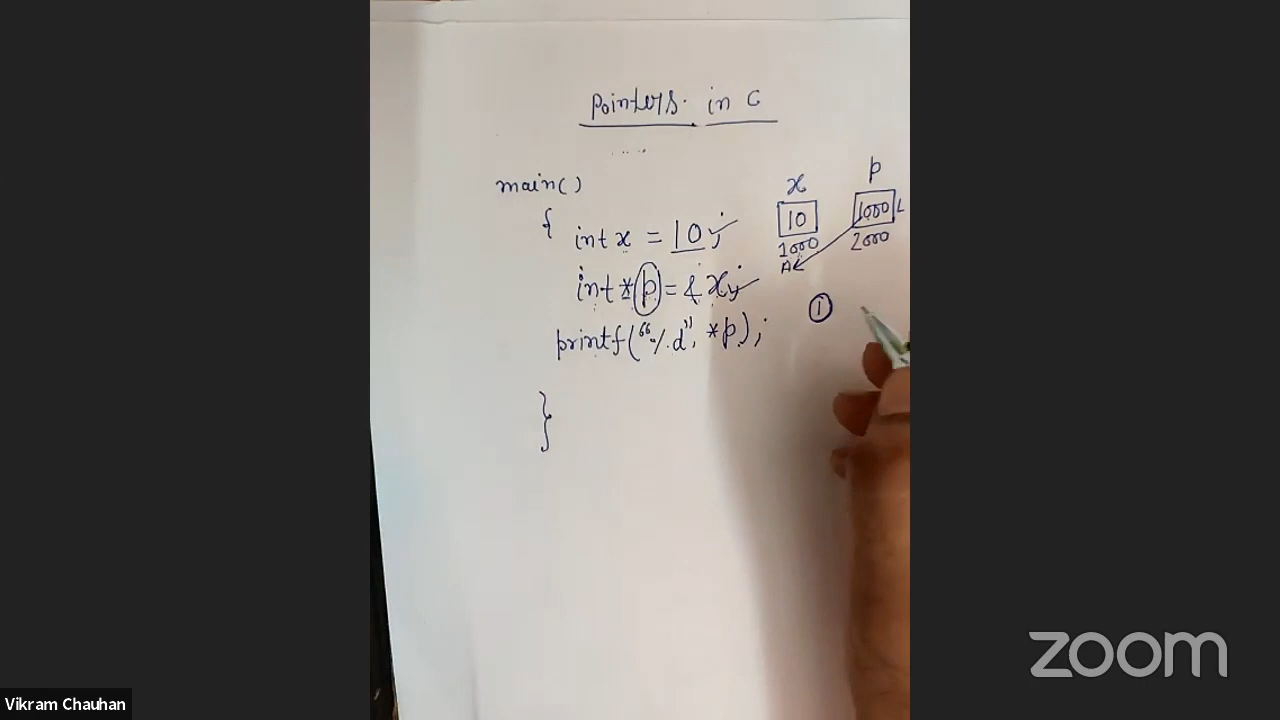 Pointers in C
main()
{
int x = 10;
int *p = &x;
printf("%d", *p);
}
x
10
1000
p
1000
2000
1
Vikram Chauhan
zoom